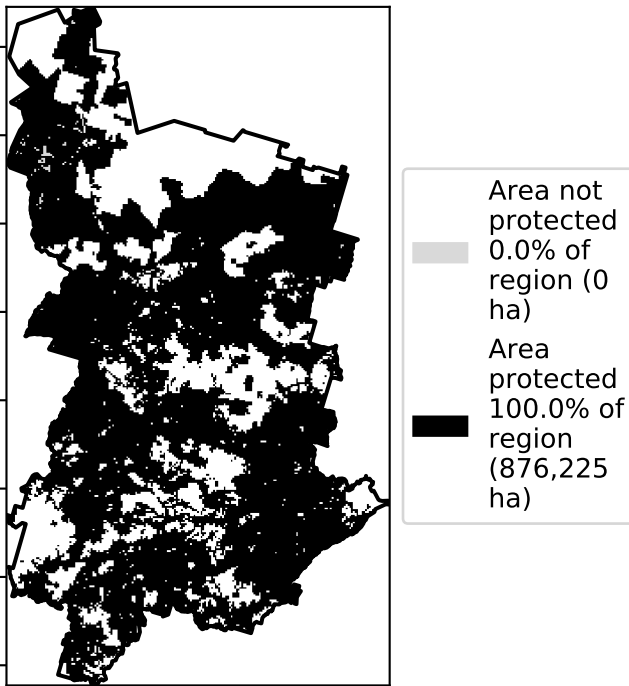 Area not
protected
0.0% of
region (0
ha)
Area
protected
100.0% of
region
(876,225
ha)